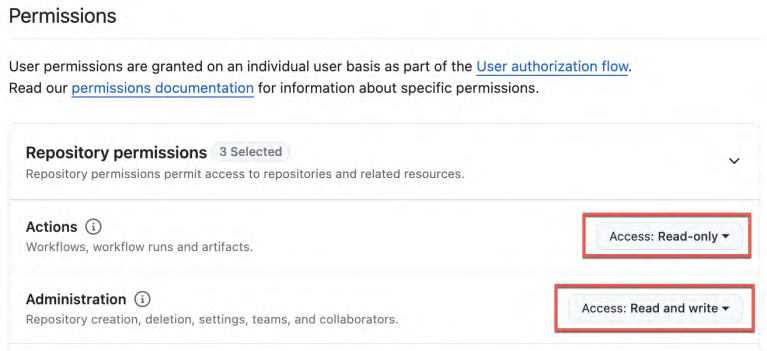 Permissions
User permissions are granted on an individual user basis as part of the User authorization flow.
Read our permissions documentation for information about specific permissions.
Repository permissions 3 Selected
Repository permissions permit access to repositories and related resources.
Actions
Access: Read-only
Workflows, workflow runs and artifacts.
Administration
Access: Read and write
Repository creation, deletion, settings, teams, and collaborators.